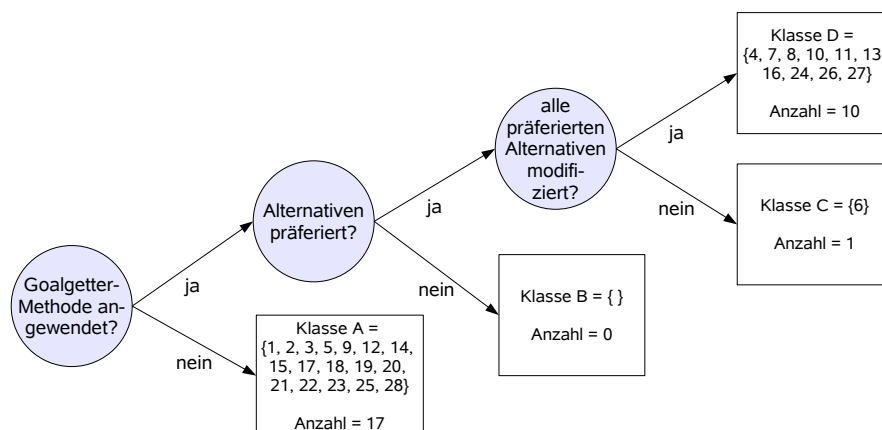 Goalgetter-
Methode an-
gewendet?
ja
nein
Klasse A =
{1, 2, 3, 5, 9, 12, 14,
15, 17, 18, 19, 20,
21, 22, 23, 25, 28}
Anzahl = 17
Alternativen
präferiert?
ja
nein
Klasse B = { }
Anzahl = 0
alle
präferierten
Alternativen
modifi-
ziert?
ja
nein
Klasse D =
{4, 7, 8, 10, 11, 13
16, 24, 26, 27}
Anzahl = 10
Klasse C = {6}
Anzahl = 1